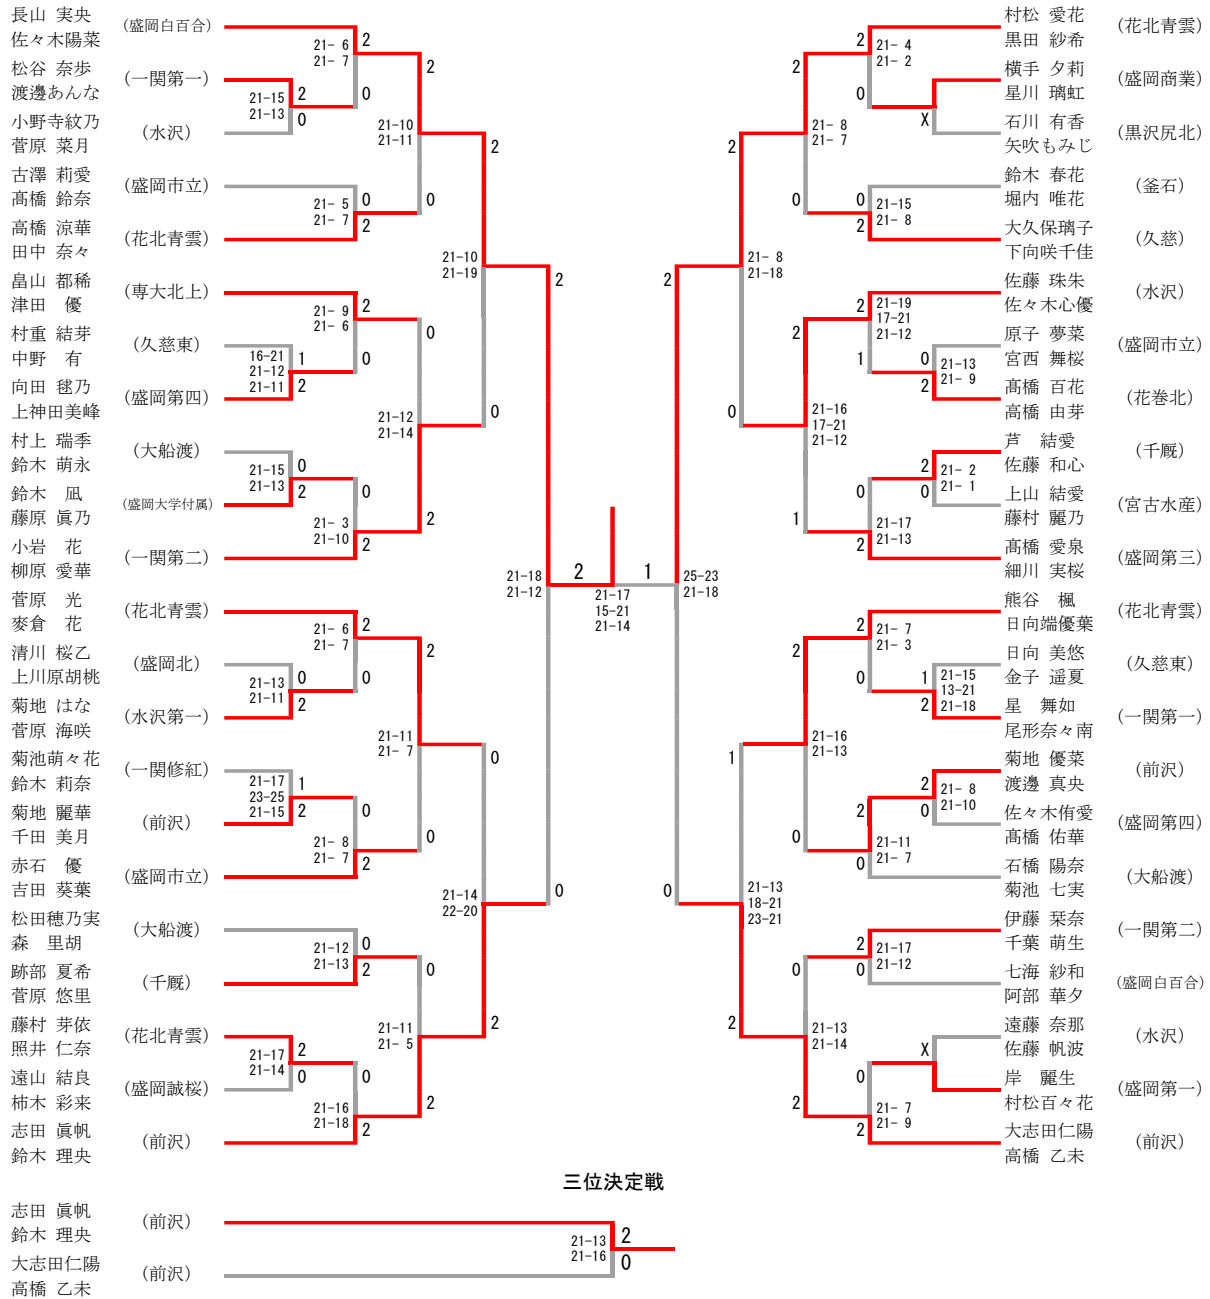 長山 実央
佐々木陽菜
(盛岡白百合)
松谷 奈歩
渡邊あんな
(一関第一)
小野寺紋乃
菅原 菜月
(水沢)
古澤 莉愛
髙橋 鈴奈
(盛岡市立)
高橋 涼華
田中 奈々
(花北青雲)
畠山 都稀
津田 優
(専大北上)
村重 結芽
中野 有
(久慈東)
向田 毬乃
上神田美峰
(盛岡第四)
村上 瑞季
鈴木 萌永
(大船渡)
鈴木 凪
藤原 眞乃
(盛岡大学付属)
小岩 花
柳原 愛華
(一関第二)
菅原 光
麥倉 花
(花北青雲)
清川 桜乙
上川原胡桃
(盛岡北)
菊地 はな
菅原 海咲
(水沢第一)
菊池萌々花
鈴木 莉奈
(一関修紅)
菊地 麗華
千田 美月
(前沢)
赤石 優
吉田 葵葉
(盛岡市立)
松田穂乃実
森 里胡
(大船渡)
跡部 夏希
菅原 悠里
(千厩)
藤村 芽依
照井 仁奈
(花北青雲)
遠山 結良
柿木 彩来
(盛岡誠桜)
志田 眞帆
鈴木 理央
(前沢)
21- 6
21- 7
2
0
21-15
21-13
2
0
21- 5
21- 7
0
2
21-10
21-11
2
0
21- 9
21- 6
2
0
16-21
21-12
21-11
1
2
21-15
21-13
0
2
21- 3
21-10
0
2
21-12
21-14
0
2
21-10
21-19
2
0
21- 6
21- 7
2
0
21-13
21-11
0
2
21-17
23-25
21-15
1
2
21- 8
21- 7
0
2
21-11
21- 7
2
0
21-12
21-13
0
2
21-17
21-14
2
0
21-16
21-18
0
2
21-11
21- 5
0
2
21-14
22-20
0
2
21-18
21-12
2
0
2
1
21-17
15-21
21-14
村松 愛花
黒田 紗希
(花北青雲)
横手 夕莉
星川 璃虹
(盛岡商業)
石川 有香
矢吹もみじ
(黒沢尻北)
鈴木 春花
堀内 唯花
(釜石)
大久保璃子
下向咲千佳
(久慈)
佐藤 珠朱
佐々木心優
(水沢)
原子 夢菜
宮西 舞桜
(盛岡市立)
髙橋 百花
高橋 由芽
(花巻北)
芦 結愛
佐藤 和心
(千厩)
上山 結愛
藤村 麗乃
(宮古水産)
髙橋 愛泉
細川 実桜
(盛岡第三)
熊谷 楓
日向端優葉
(花北青雲)
日向 美悠
金子 遥夏
(久慈東)
星 舞如
尾形奈々南
(一関第一)
菊地 優菜
渡邊 真央
(前沢)
佐々木侑愛
髙橋 佑華
(盛岡第四)
石橋 陽奈
菊池 七実
(大船渡)
伊藤 栞奈
千葉 萌生
(一関第二)
七海 紗和
阿部 華夕
(盛岡白百合)
遠藤 奈那
佐藤 帆波
(水沢)
岸 麗生
村松百々花
(盛岡第一)
大志田仁陽
高橋 乙未
(前沢)
2
0
21- 4
21- 2
X
0
2
21-15
21- 8
2
0
21- 8
21- 7
2
1
21-19
17-21
21-12
0
2
21-13
21- 9
2
0
21- 2
21- 1
0
2
21-17
21-13
2
1
21-16
17-21
21-12
2
0
21- 8
21-18
2
0
21- 7
21- 3
1
2
21-15
13-21
21-18
2
0
21- 8
21-10
2
0
21-11
21- 7
2
0
21-16
21-13
2
0
21-17
21-12
X
0
2
21- 7
21- 9
0
2
21-13
21-14
1
2
21-13
18-21
23-21
2
0
25-23
21-18
三位決定戦
志田 眞帆
鈴木 理央
(前沢)
大志田仁陽
高橋 乙未
(前沢)
21-13
21-16
2
0